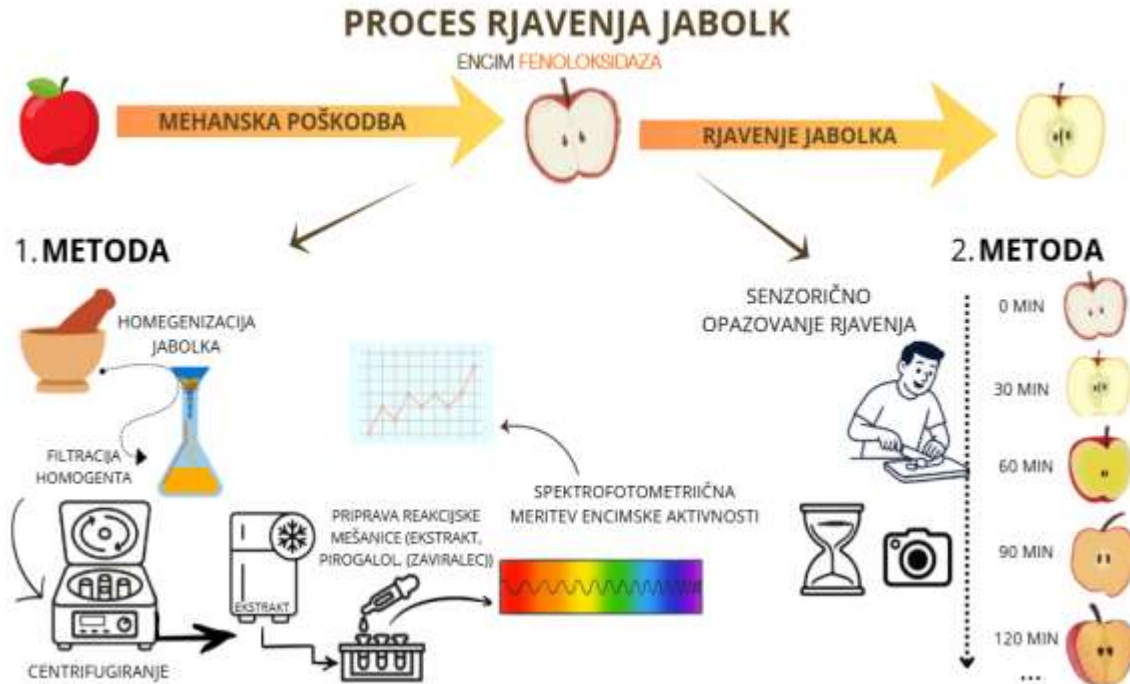 PROCES RJAVENJA JABOLK
ENCIM FENOLOKSIDAZA
MEHANSKA POŠKODBA
RJAVENJE JABOLKA
1. METODA
HOMEGENIZACIJA
JABOLKA
FILTRACIJA
HOMOGENTA
CENTRIFUGIRANJE
EKSTRAKT
PRIPRAVA REAKCIJSKE
MEŠANICE (EKSTRAKT,
PIROGALOL, (ZAVIRALEC))
SPEKTROFOTOMETRIIČNA
MERITEV ENCIMSKE AKTIVNOSTI
2. METODA
SENZORIČNO
OPAZOVANJE RJAVENJA
0 MIN
30 MIN
60 MIN
90 MIN
120 MIN
...